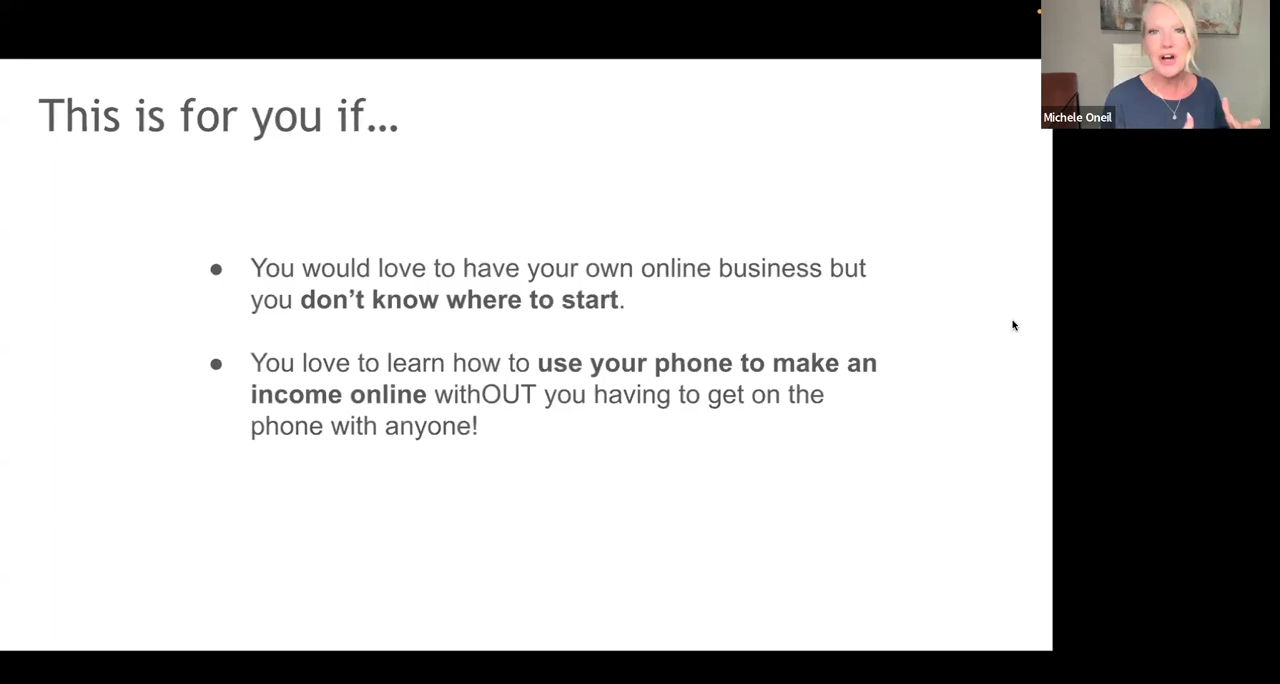 This is for you if...
● You would love to have your own online business but
you don’t know where to start.
● You love to learn how to use your phone to make an
income online withOUT you having to get on the
phone with anyone!
Michele Oneil